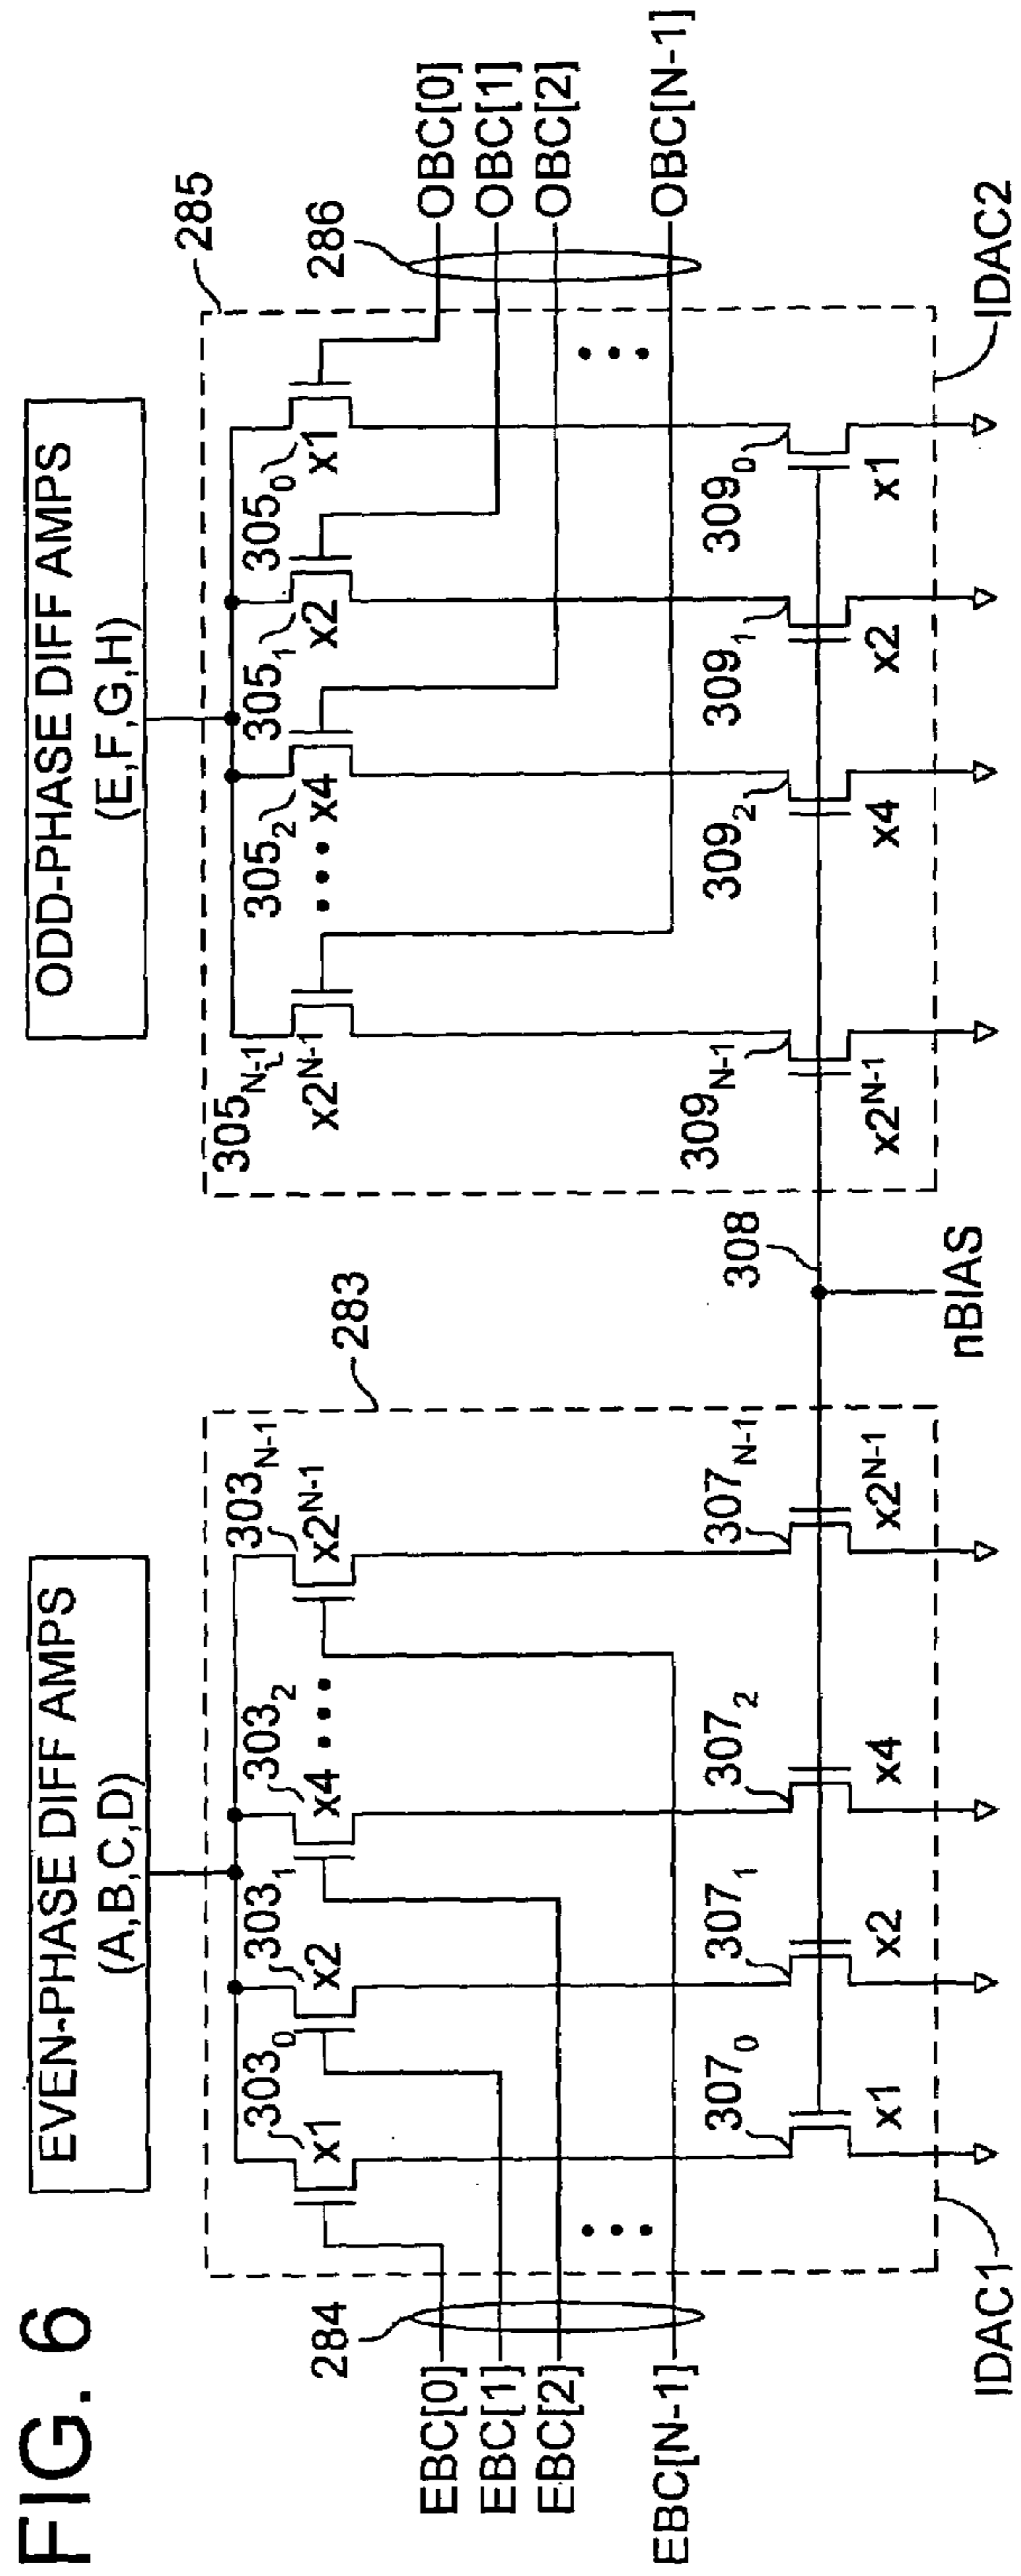 FIG. 6
EVEN-PHASE DIFF AMPS
(A,B,C,D)
ODD-PHASE DIFF AMPS
(E,F,G,H)
283
285
303₀
x1
303₁
x2
303₂
x4
303N-1
x2ᴺ⁻¹
305N-1
x2ᴺ⁻¹
305₂
x4
305₁
x2
305₀
x1
284
286
EBC[0]
EBC[1]
EBC[2]
EBC[N-1]
OBC[0]
OBC[1]
OBC[2]
OBC[N-1]
307₀
x1
307₁
x2
307₂
x4
307N-1
x2ᴺ⁻¹
308
nBIAS
309N-1
x2ᴺ⁻¹
309₂
x4
309₁
x2
309₀
x1
IDAC1
IDAC2